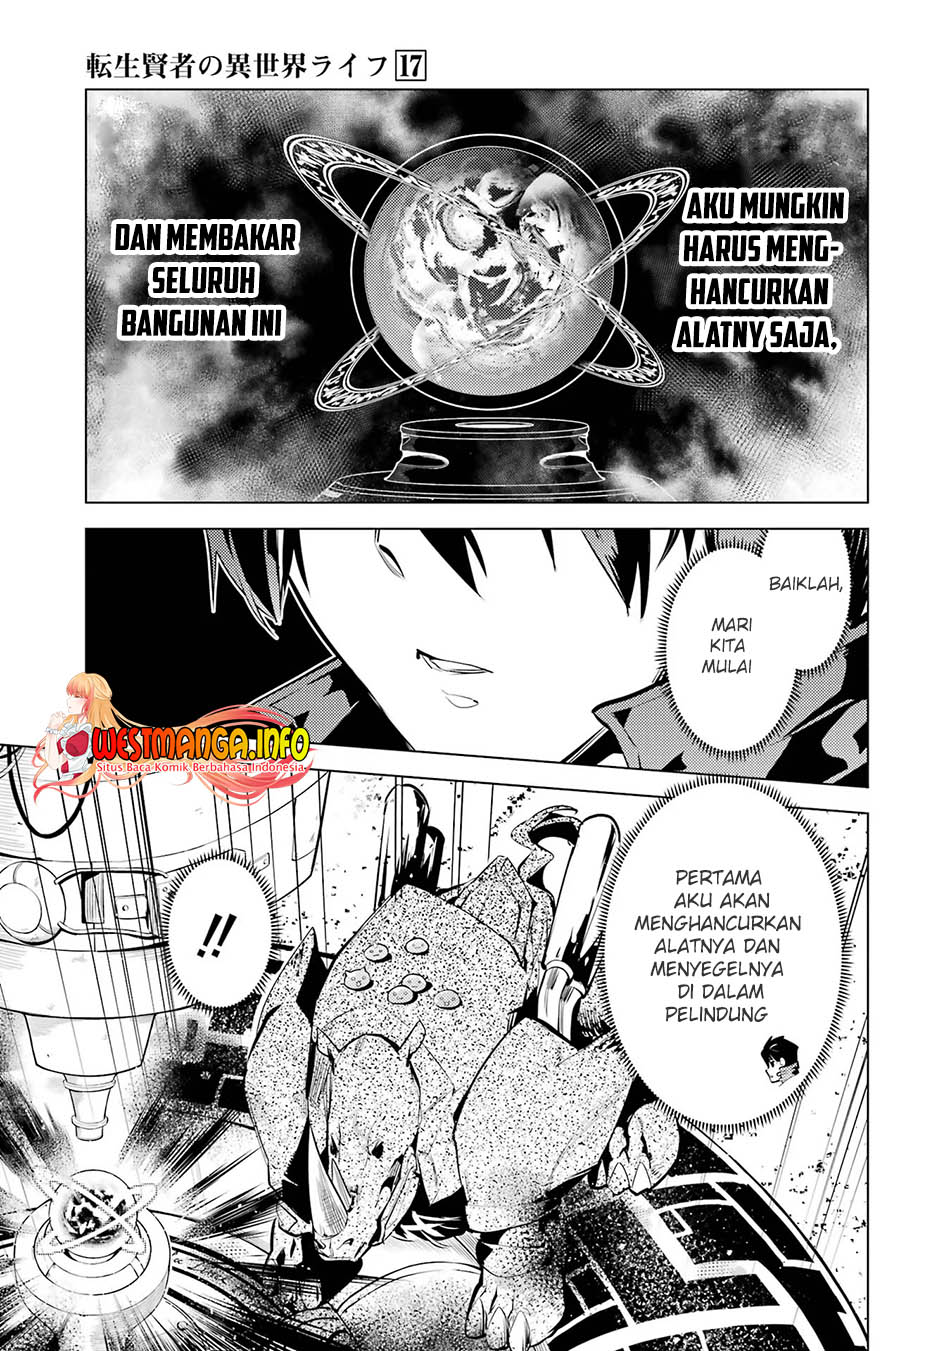 転生賢者の異世界ライフ 17
AKU MUNGKIN
HARUS MENG-
HANCURKAN
ALATNY SAJA,
DAN MEMBAKAR
SELURUH
BANGUNAN INI
BAIKLAH,
MARI
KITA
MULAI
WESTMANGA.INFO
Situs Baca Komik Berbahasa Indonesia
PERTAMA
AKU AKAN
MENGHANCURKAN
ALATNYA DAN
MENYEGELNYA
DI DALAM
PELINDUNG
!!